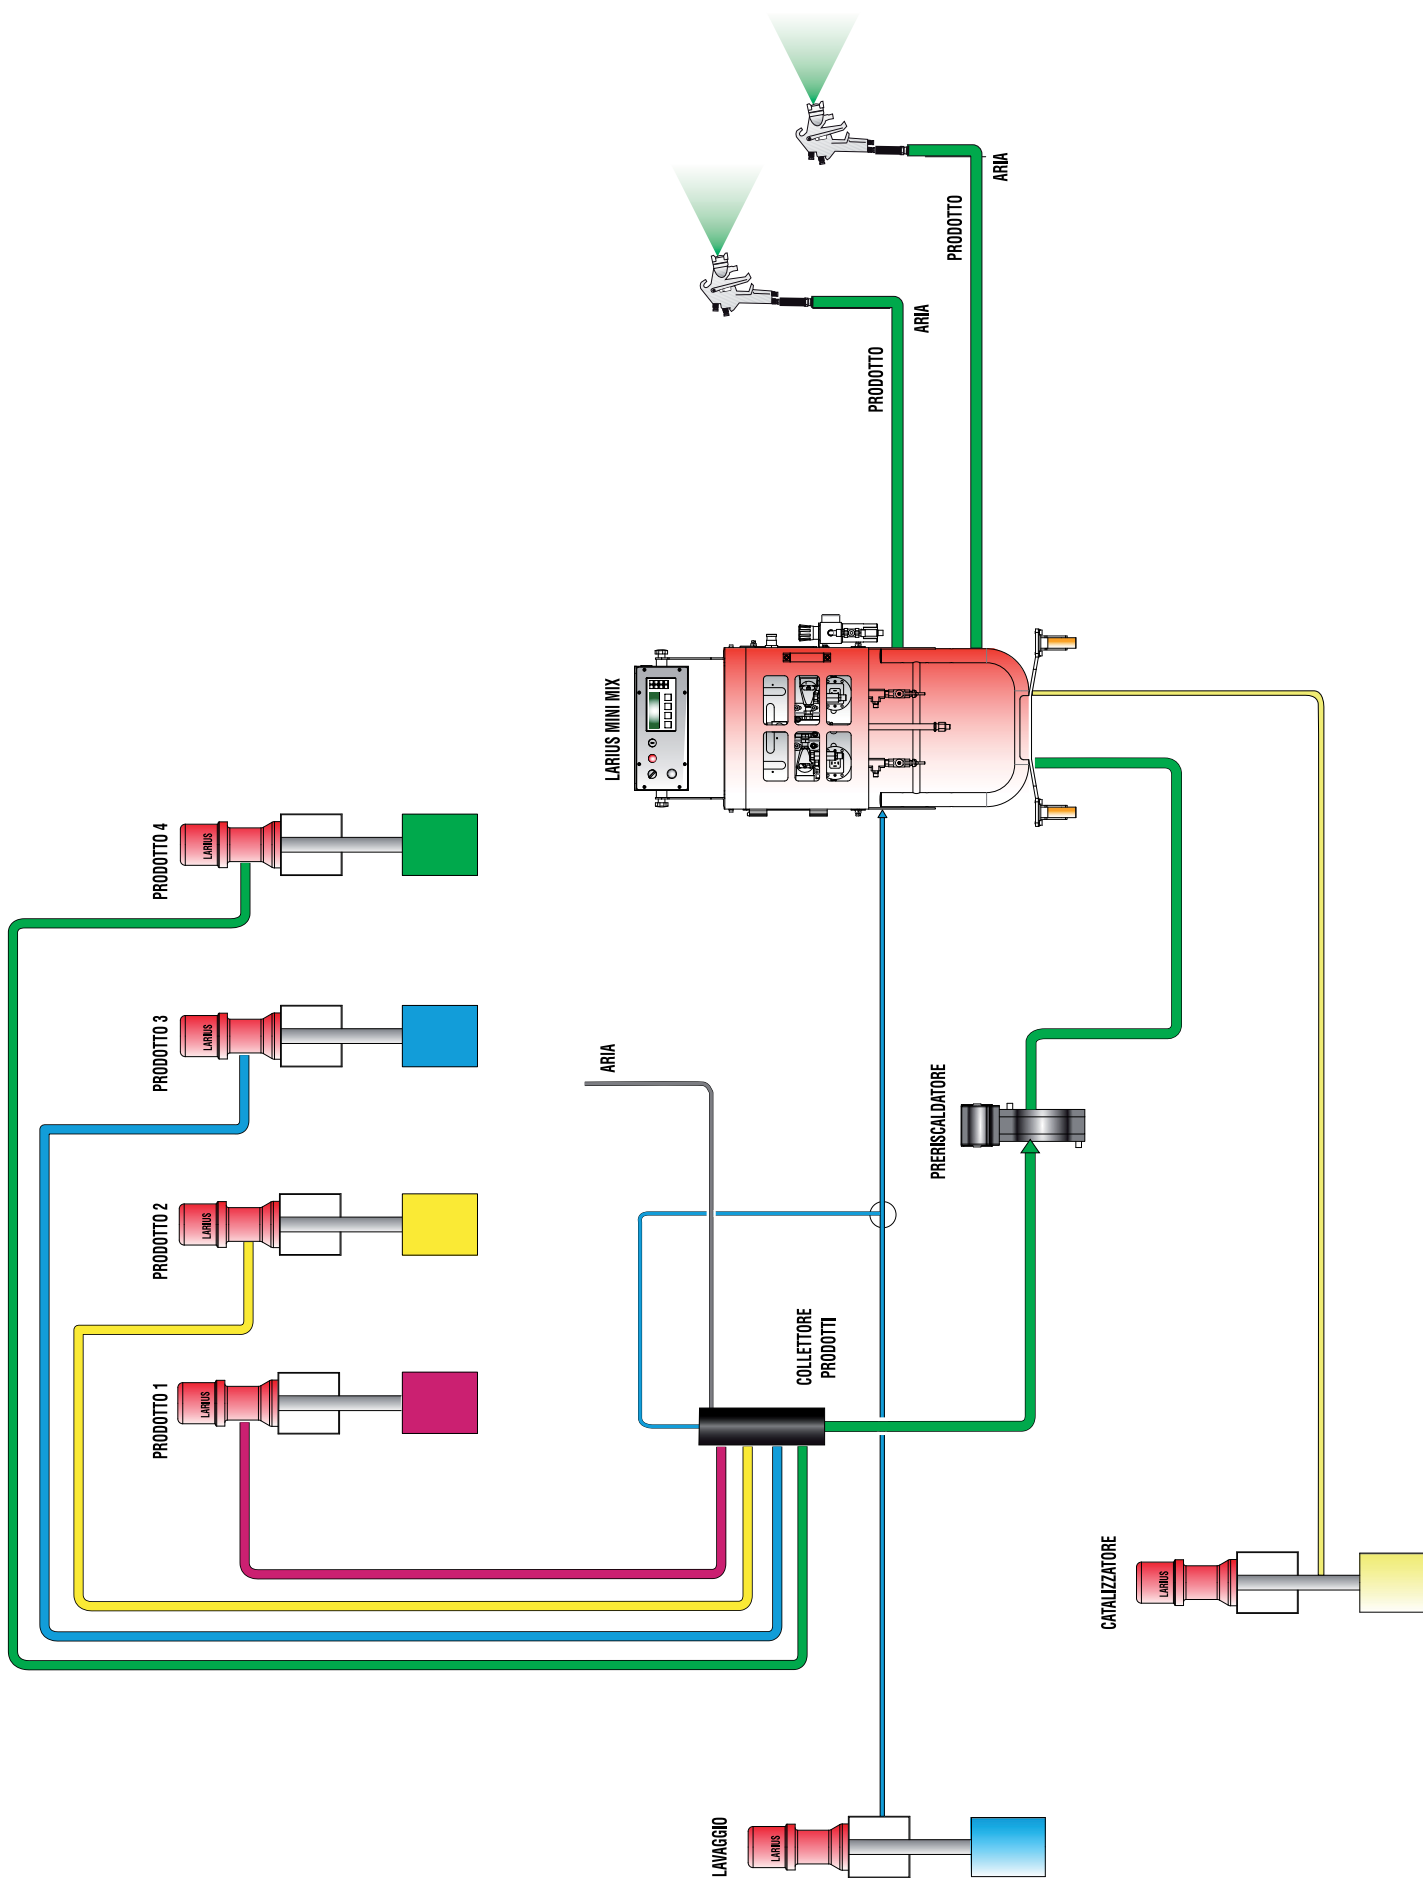 ARIA
PRODOTTO
ARIA
PRODOTTO
LARIUS MINI MIX
PRODOTTO 4
LARIUS
PRODOTTO 3
LARIUS
ARIA
PRERISCALDATORE
PRODOTTO 2
LARIUS
COLLETTORE
PRODOTTI
PRODOTTO 1
LARIUS
CATALIZZATORE
LARIUS
LAVAGGIO
LARIUS